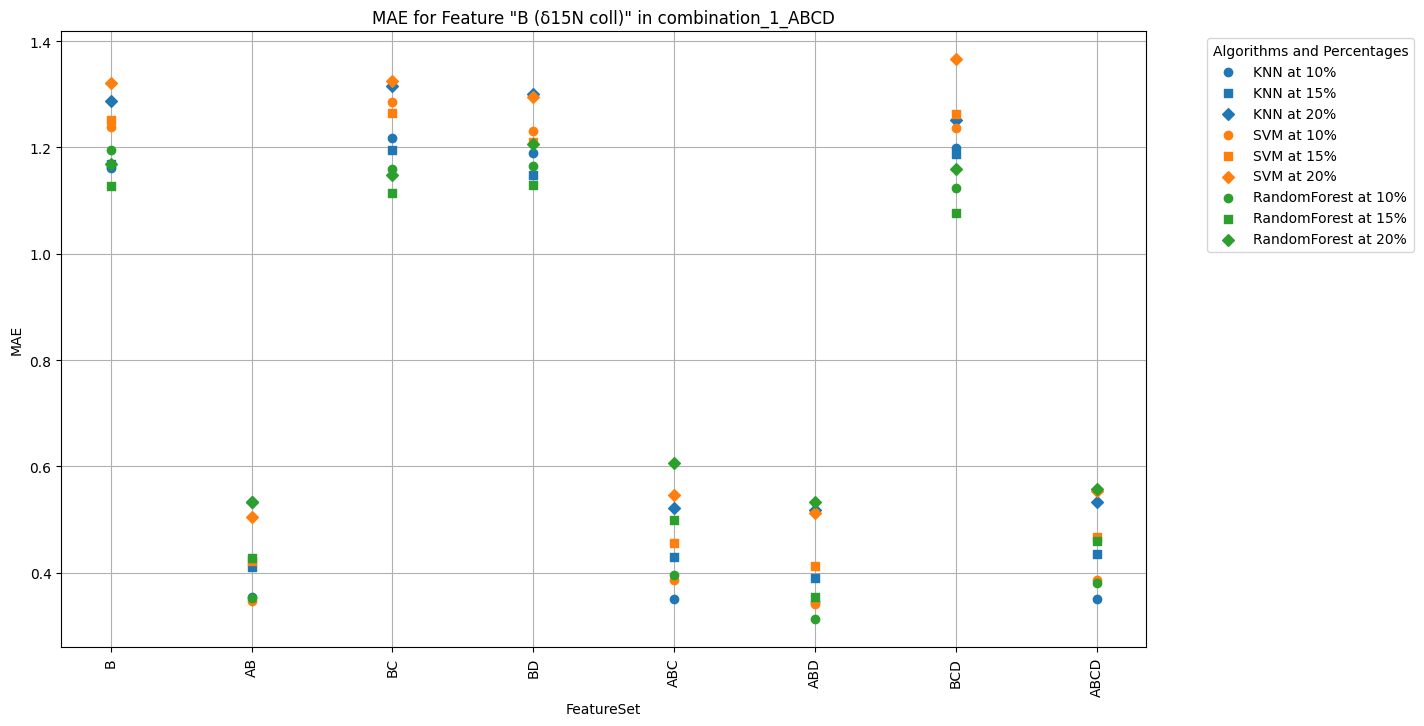 MAE for Feature "B (δ15N coll)" in combination_1_ABCD
MAE
1.4
1.2
1.0
0.8
0.6
0.4
B
AB
BC
BD
ABC
ABD
BCD
ABCD
FeatureSet
Algorithms and Percentages
KNN at 10%
KNN at 15%
KNN at 20%
SVM at 10%
SVM at 15%
SVM at 20%
RandomForest at 10%
RandomForest at 15%
RandomForest at 20%